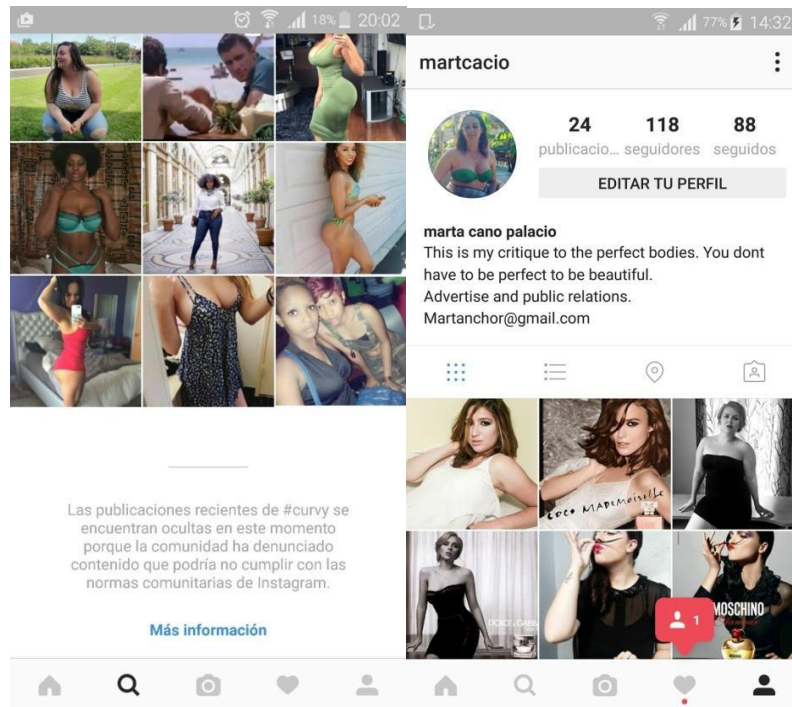 18% 20:02
Las publicaciones recientes de #curvy se
encuentran ocultas en este momento
porque la comunidad ha denunciado
contenido que podría no cumplir con las
normas comunitarias de Instagram.
Más información
77% 14:32
martcacio
24 118 88
publicacio... seguidores seguidos
EDITAR TU PERFIL
marta cano palacio
This is my critique to the perfect bodies. You dont
have to be perfect to be beautiful.
Advertise and public relations.
Martanchor@gmail.com
COCO MADEMOISELLE
DOLCE&GABB
MOSCHINO
1